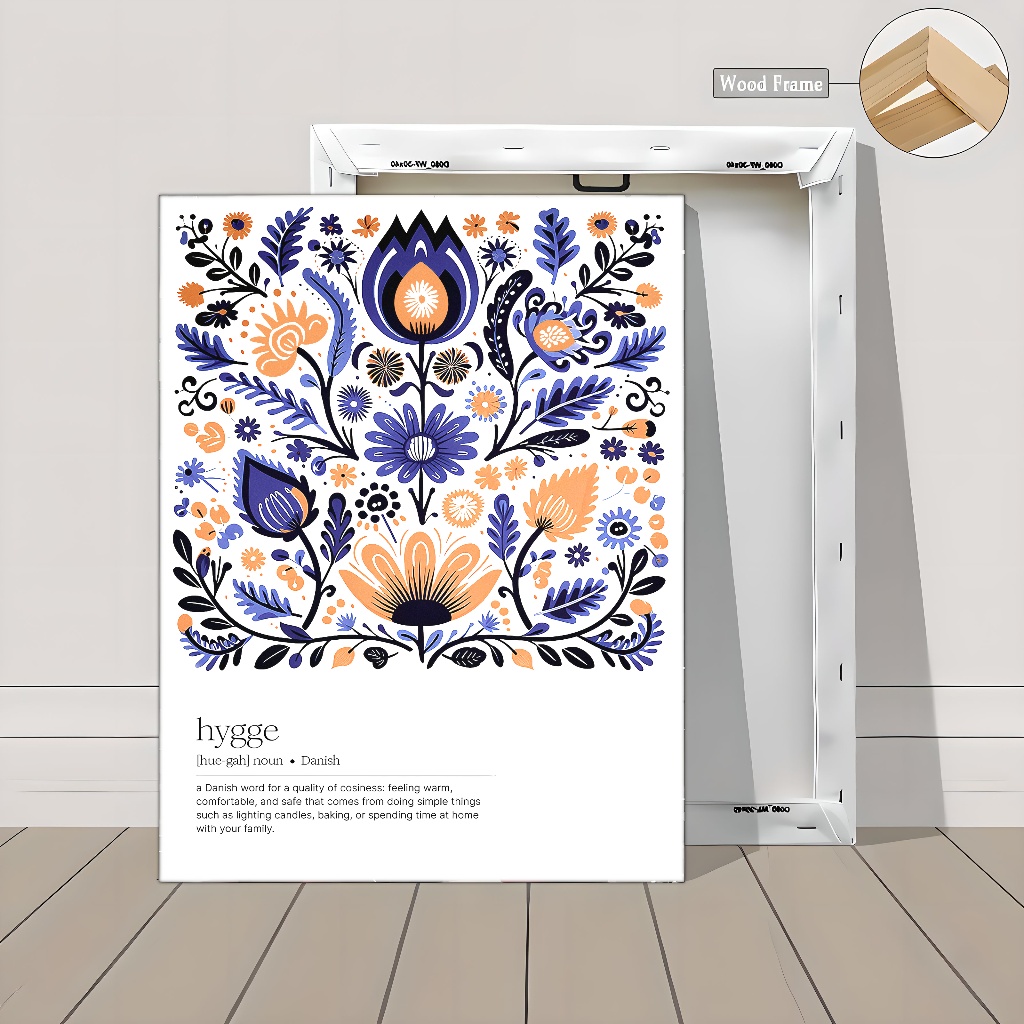 Wood Frame
hygge
[hue-gah] noun • Danish
a Danish word for a quality of cosiness: feeling warm,
comfortable, and safe that comes from doing simple things
such as lighting candles, baking, or spending time at home
with your family.